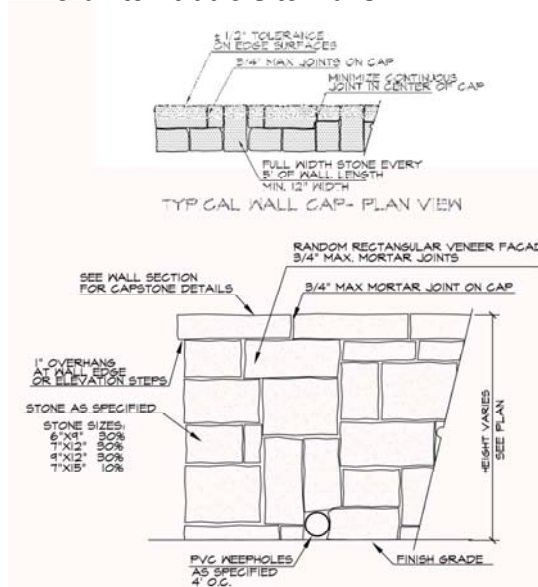 ± 1/2" TOLERANCE
ON EDGE SURFACES
3/4" MAX JOINTS ON CAP
MINIMIZE CONTINUOUS
JOINT IN CENTER OF CAP
FULL WIDTH STONE EVERY
5' OF WALL LENGTH
MIN. 12" WIDTH
TYP CAL WALL CAP- PLAN VIEW
RANDOM RECTANGULAR VENEER FACAD
3/4" MAX. MORTAR JOINTS
SEE WALL SECTION
FOR CAPSTONE DETAILS
3/4" MAX MORTAR JOINT ON CAP
1" OVERHANG
AT WALL EDGE
OR ELEVATION STEPS
STONE AS SPECIFIED
STONE SIZES:
6"X9" 30%
7"X12" 30%
9"X12" 30%
7"X15" 10%
HEIGHT VARIES
SEE PLAN
PVC WEEPHOLES
AS SPECIFIED
4' O.C.
FINISH GRADE